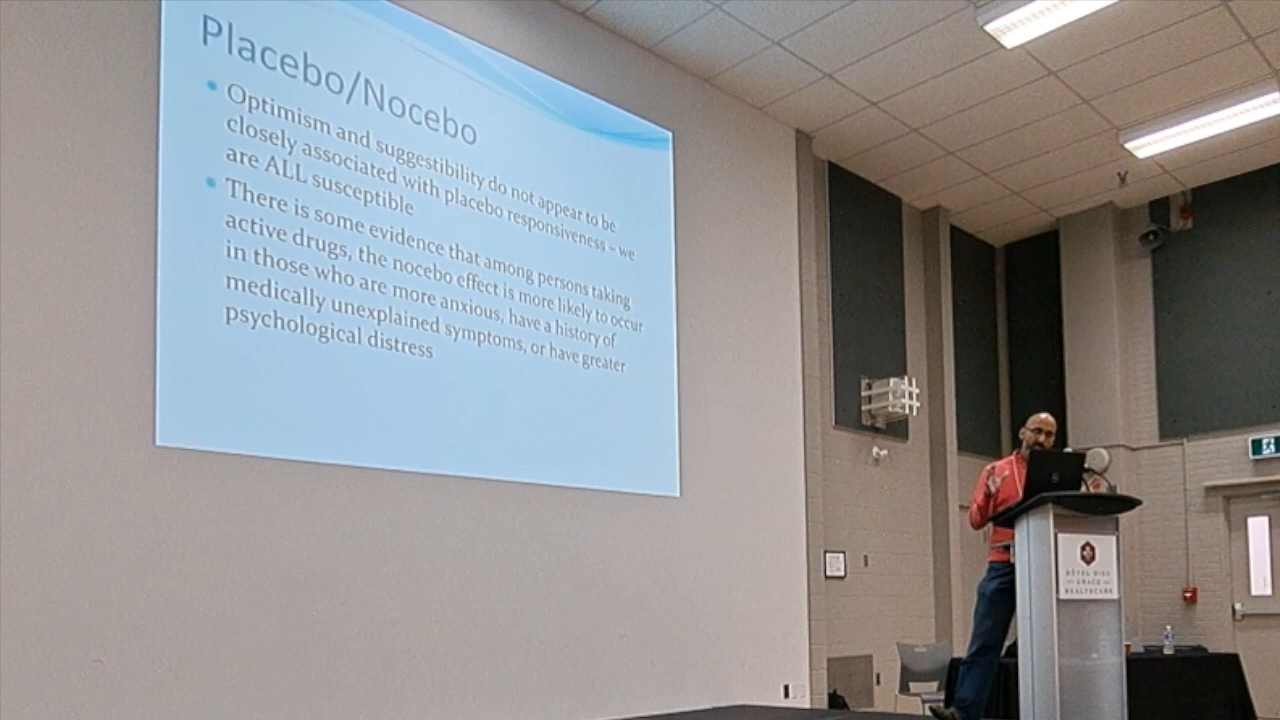 Placebo/Nocebo
Optimism and suggestibility do not appear to be
closely associated with placebo responsiveness – we
are ALL susceptible
There is some evidence that among persons taking
active drugs, the nocebo effect is more likely to occur
in those who are more anxious, have a history of
medically unexplained symptoms, or have greater
psychological distress
HÔTEL DIEU
GRACE
HEALTHCARE